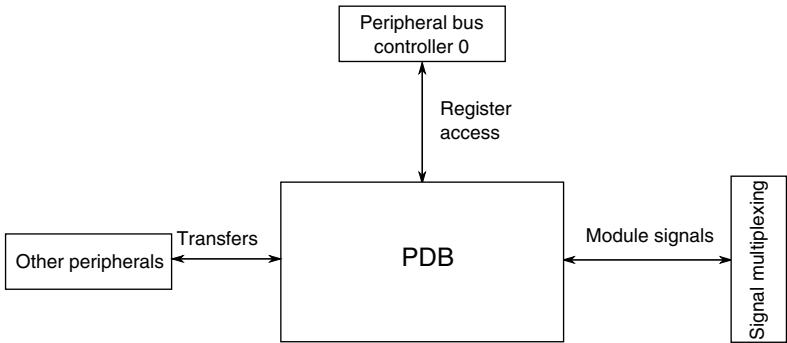 Peripheral bus
controller 0
Register
access
Transfers
Other peripherals
PDB
Module signals
Signal multiplexing